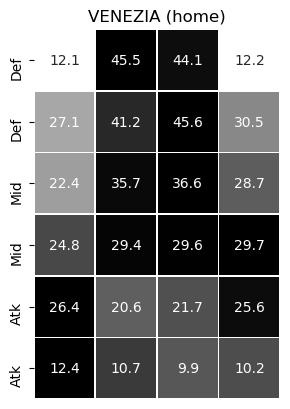 VENEZIA (home)
Def 12.1 45.5 44.1 12.2
Def 27.1 41.2 45.6 30.5
Mid 22.4 35.7 36.6 28.7
Mid 24.8 29.4 29.6 29.7
Atk 26.4 20.6 21.7 25.6
Atk 12.4 10.7 9.9 10.2